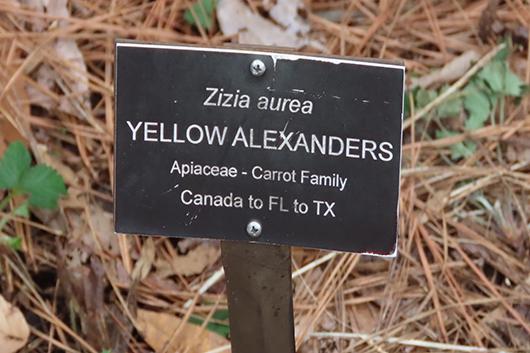 Zizia aurea
YELLOW ALEXANDERS
Apiaceae - Carrot Family
Canada to FL to TX